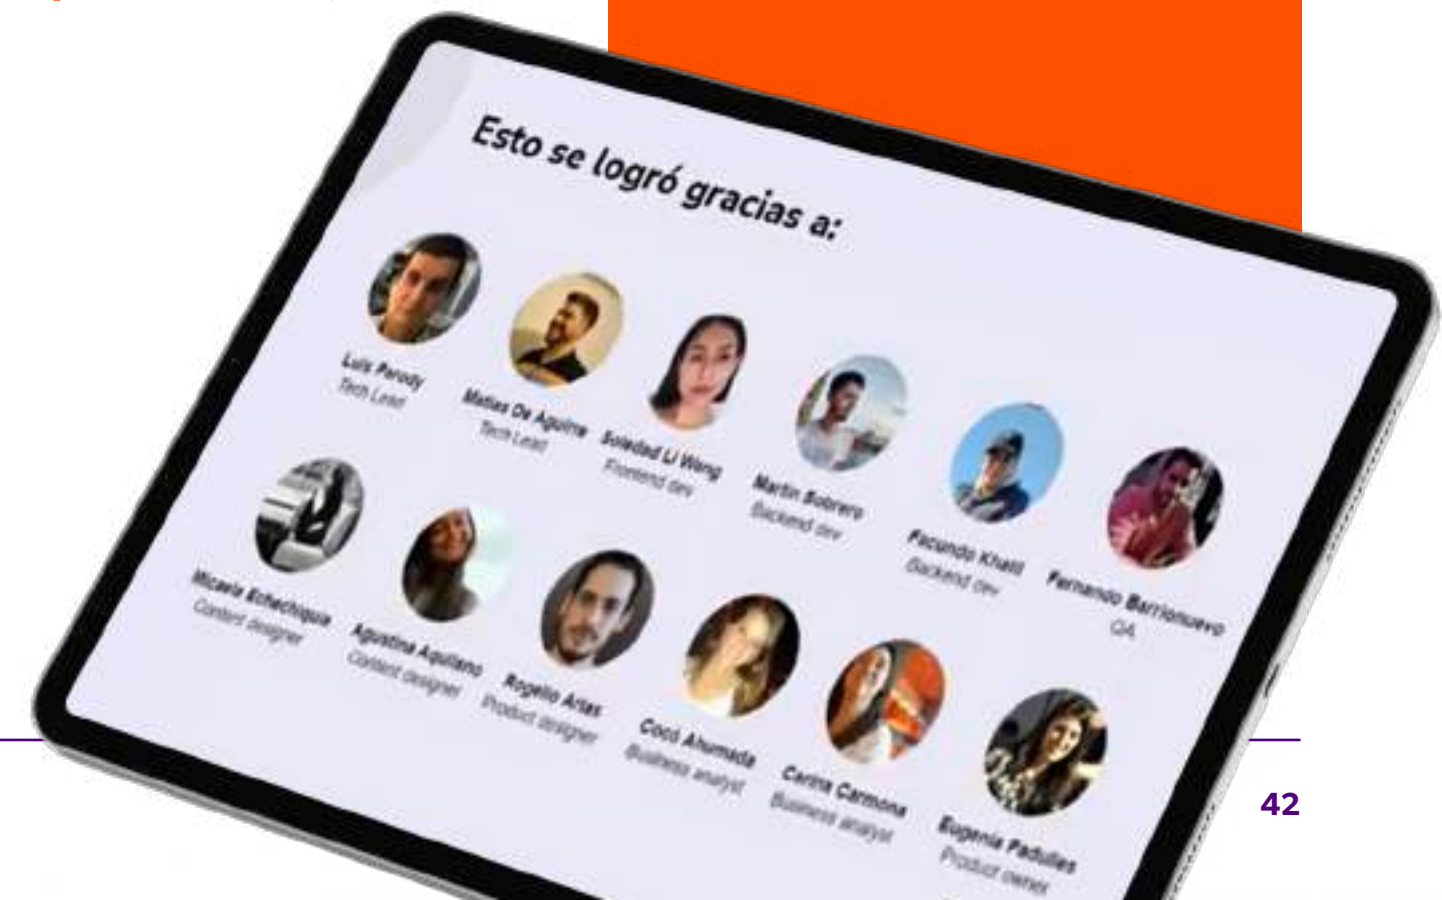 Esto se logró gracias a:
Luis Parody
Tech Lead
Matias De Aguirre
Tech Lead
Soledad Li Wong
Frontend dev
Martin Sobrero
Backend dev
Facundo Khalil
Backend dev
Fernando Barrionuevo
QA
Micaela Echechiquia
Content designer
Agustina Aquilano
Content designer
Rogelio Arias
Product designer
Cocó Ahumada
Business analyst
Carina Carmona
Business analyst
Eugenia Padulles
Product owner
42